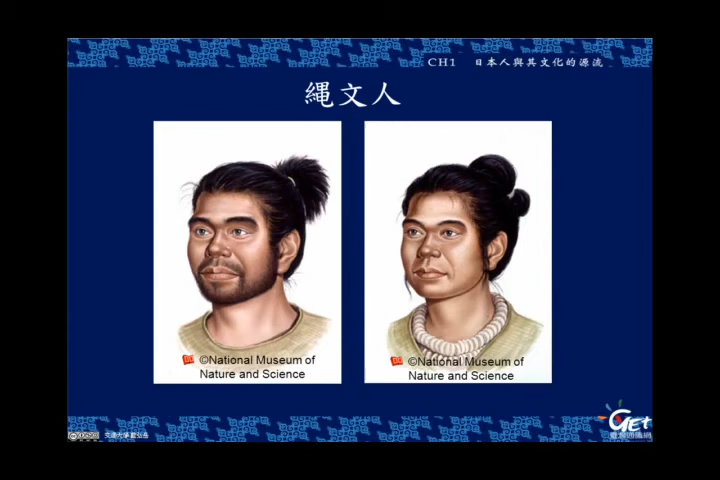 CH1 日本人與其文化的源流
繩文人
©National Museum of
Nature and Science
©National Museum of
Nature and Science
GET